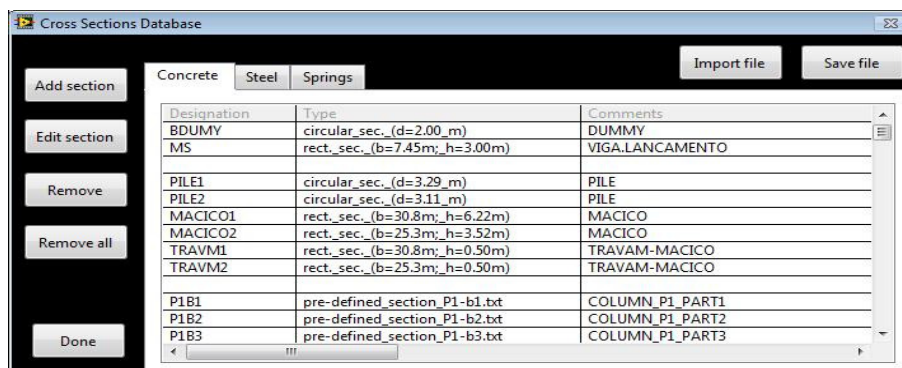 Cross Sections Database
Import file Save file
Add section Concrete Steel Springs
Designation Type Comments
BDUMY circular_sec._(d=2.00_m) DUMMY
Edit section MS rect._sec._(b=7.45m;_h=3.00m) VIGA.LANCAMENTO
PILE1 circular_sec._(d=3.29_m) PILE
Remove PILE2 circular_sec._(d=3.11_m) PILE
MACICO1 rect._sec._(b=30.8m;_h=6.22m) MACICO
MACICO2 rect._sec._(b=25.3m;_h=3.52m) MACICO
Remove all TRAVM1 rect._sec._(b=30.8m;_h=0.50m) TRAVAM-MACICO
TRAVM2 rect._sec._(b=25.3m;_h=0.50m) TRAVAM-MACICO
P1B1 pre-defined_section_P1-b1.txt COLUMN_P1_PART1
P1B2 pre-defined_section_P1-b2.txt COLUMN_P1_PART2
Done P1B3 pre-defined_section_P1-b3.txt COLUMN_P1_PART3